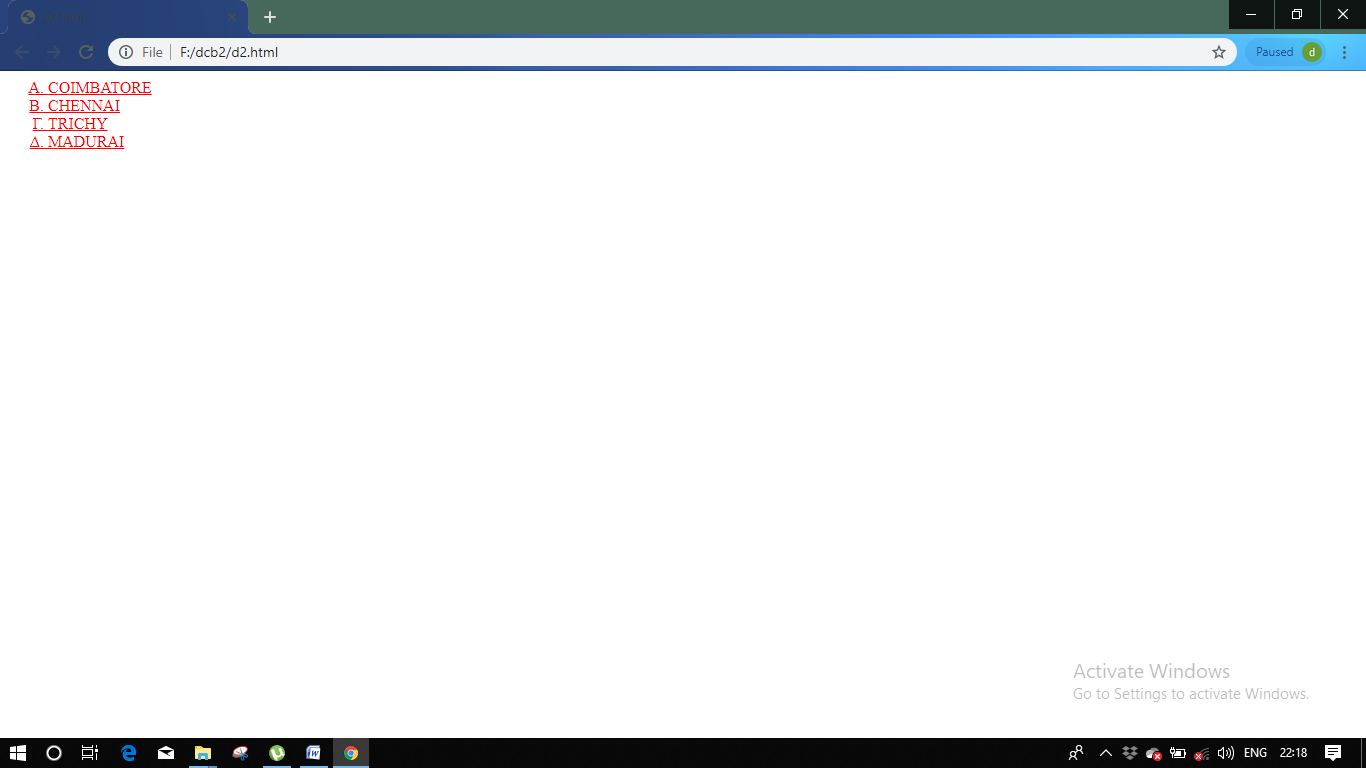 File
F:/dcb2/d2.html
Paused
d
Α. COIMBATORE
Β. CHENNAI
Γ. TRICHY
Δ. MADURAI
Activate Windows
Go to Settings to activate Windows.
ENG
22:18